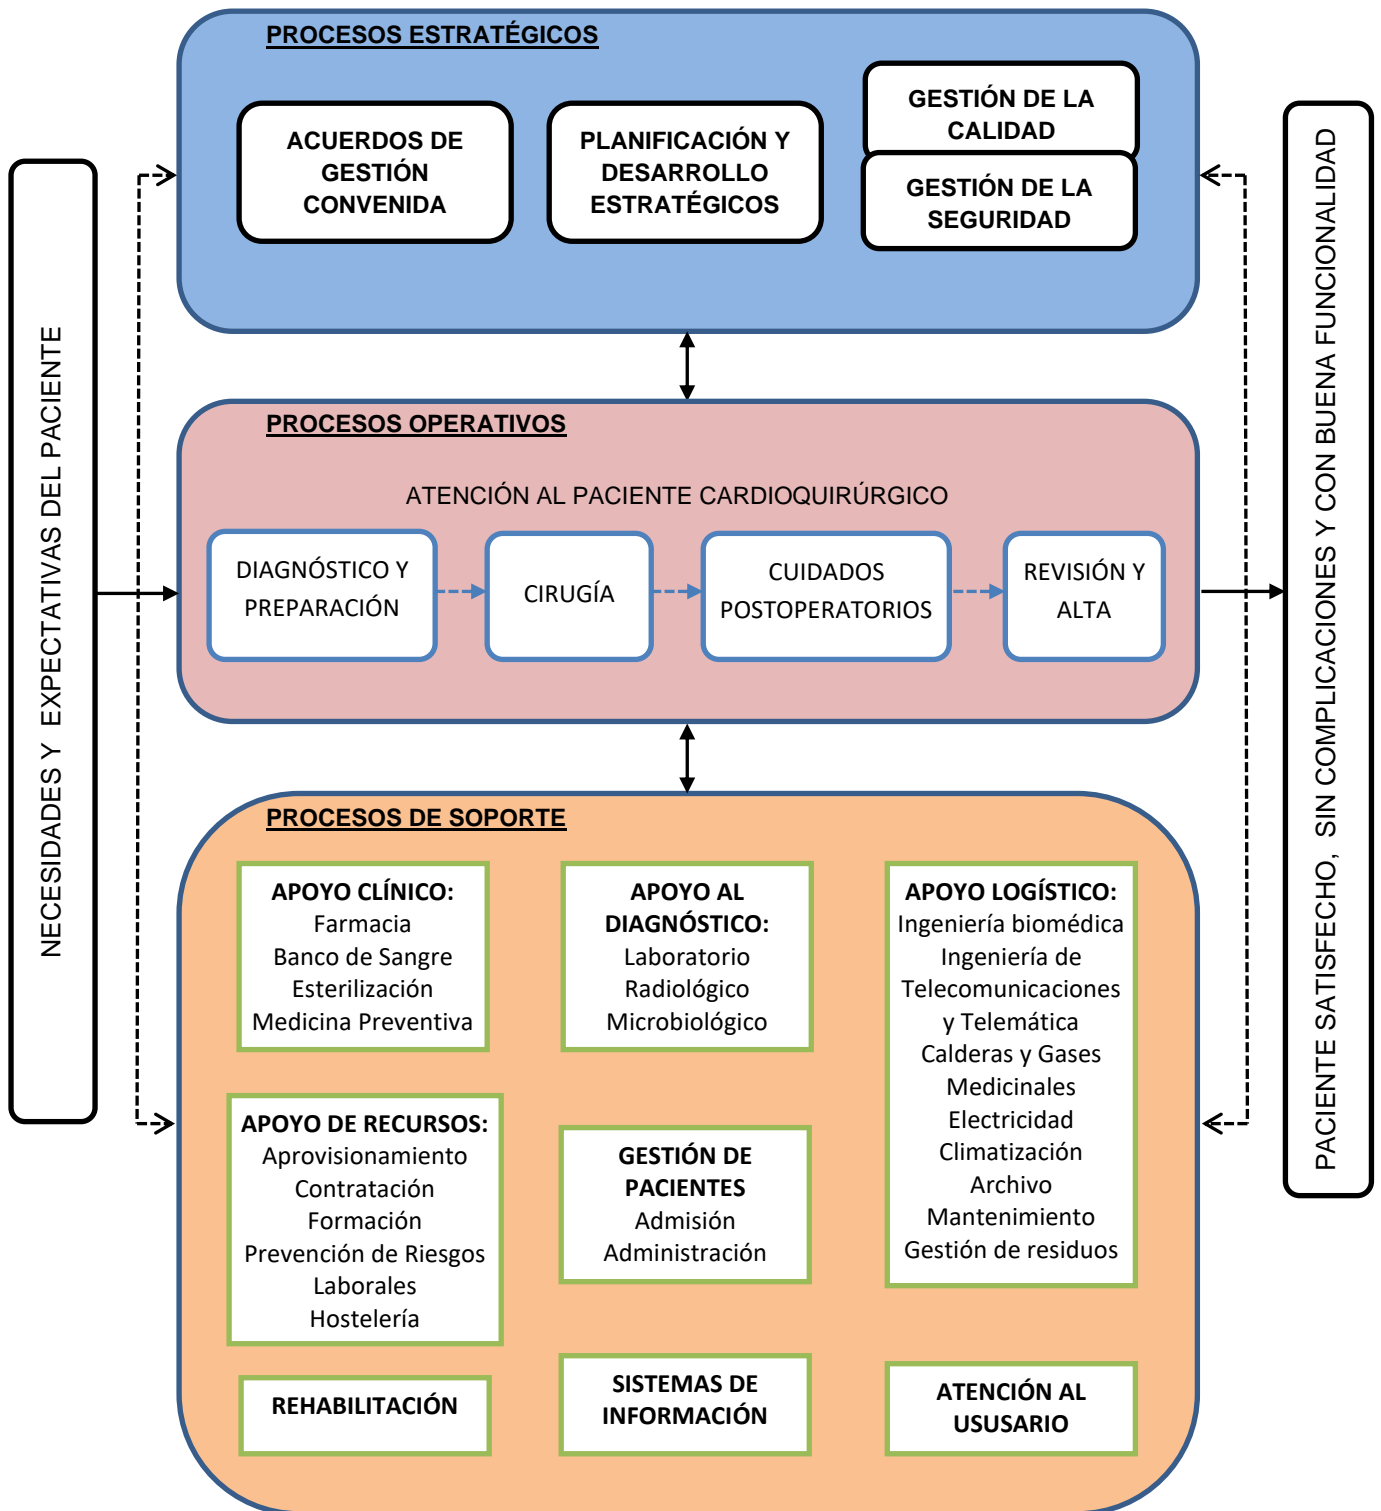 PROCESOS ESTRATÉGICOS
ACUERDOS DE
GESTIÓN
CONVENIDA
PLANIFICACIÓN Y
DESARROLLO
ESTRATÉGICOS
GESTIÓN DE LA
CALIDAD
GESTIÓN DE LA
SEGURIDAD
NECESIDADES Y EXPECTATIVAS DEL PACIENTE
PROCESOS OPERATIVOS
ATENCIÓN AL PACIENTE CARDIOQUIRÚRGICO
DIAGNÓSTICO Y
PREPARACIÓN
CIRUGÍA
CUIDADOS
POSTOPERATORIOS
REVISIÓN Y
ALTA
PACIENTE SATISFECHO, SIN COMPLICACIONES Y CON BUENA FUNCIONALIDAD
PROCESOS DE SOPORTE
APOYO CLÍNICO:
Farmacia
Banco de Sangre
Esterilización
Medicina Preventiva
APOYO AL
DIAGNÓSTICO:
Laboratorio
Radiológico
Microbiológico
APOYO LOGÍSTICO:
Ingeniería biomédica
Ingeniería de
Telecomunicaciones
y Telemática
Calderas y Gases
Medicinales
Electricidad
Climatización
Archivo
Mantenimiento
Gestión de residuos
APOYO DE RECURSOS:
Aprovisionamiento
Contratación
Formación
Prevención de Riesgos
Laborales
Hostelería
GESTIÓN DE
PACIENTES
Admisión
Administración
REHABILITACIÓN
SISTEMAS DE
INFORMACIÓN
ATENCIÓN AL
USUSARIO